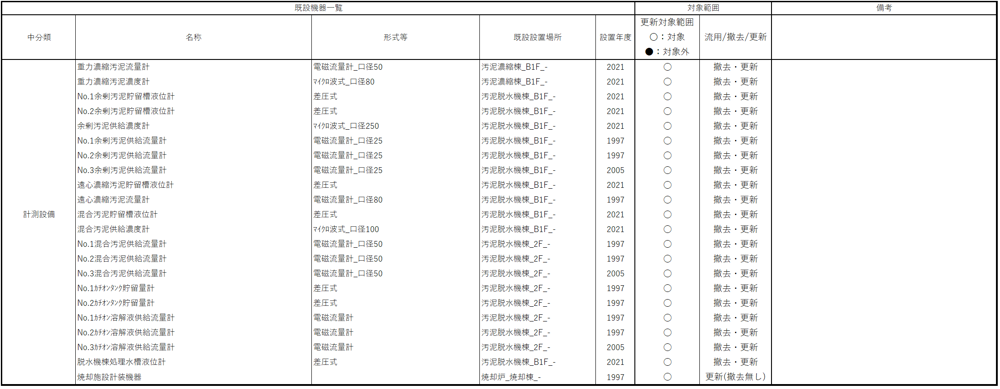 既設機器一覧 対象範囲 備考
中分類 名称 形式等 既設設置場所 設置年度 更新対象範囲 ○：対象 ●：対象外 流用/撤去/更新
計測設備
重力濃縮汚泥流量計 電磁流量計_口径50 汚泥濃縮棟_B1F_- 2021 ○ 撤去・更新
重力濃縮汚泥濃度計 ﾏｲｸﾛ波式_口径80 汚泥濃縮棟_B1F_- 2021 ○ 撤去・更新
No.1余剰汚泥貯留槽液位計 差圧式 汚泥脱水機棟_B1F_- 2021 ○ 撤去・更新
No.2余剰汚泥貯留槽液位計 差圧式 汚泥脱水機棟_B1F_- 2021 ○ 撤去・更新
余剰汚泥供給濃度計 ﾏｲｸﾛ波式_口径250 汚泥脱水機棟_B1F_- 2021 ○ 撤去・更新
No.1余剰汚泥供給流量計 電磁流量計_口径25 汚泥脱水機棟_B1F_- 1997 ○ 撤去・更新
No.2余剰汚泥供給流量計 電磁流量計_口径25 汚泥脱水機棟_B1F_- 1997 ○ 撤去・更新
No.3余剰汚泥供給流量計 電磁流量計_口径25 汚泥脱水機棟_B1F_- 2005 ○ 撤去・更新
遠心濃縮汚泥貯留槽液位計 差圧式 汚泥脱水機棟_B1F_- 2021 ○ 撤去・更新
遠心濃縮汚泥流量計 電磁流量計_口径80 汚泥脱水機棟_B1F_- 1997 ○ 撤去・更新
混合汚泥貯留槽液位計 差圧式 汚泥脱水機棟_B1F_- 2021 ○ 撤去・更新
混合汚泥供給濃度計 ﾏｲｸﾛ波式_口径100 汚泥脱水機棟_B1F_- 2021 ○ 撤去・更新
No.1混合汚泥供給流量計 電磁流量計_口径50 汚泥脱水機棟_2F_- 1997 ○ 撤去・更新
No.2混合汚泥供給流量計 電磁流量計_口径50 汚泥脱水機棟_2F_- 1997 ○ 撤去・更新
No.3混合汚泥供給流量計 電磁流量計_口径50 汚泥脱水機棟_2F_- 2005 ○ 撤去・更新
No.1ｶﾁｵﾝﾀﾝｸ貯留量計 差圧式 汚泥脱水機棟_2F_- 1997 ○ 撤去・更新
No.2ｶﾁｵﾝﾀﾝｸ貯留量計 差圧式 汚泥脱水機棟_2F_- 1997 ○ 撤去・更新
No.1ｶﾁｵﾝ溶解液供給流量計 電磁流量計 汚泥脱水機棟_2F_- 1997 ○ 撤去・更新
No.2ｶﾁｵﾝ溶解液供給流量計 電磁流量計 汚泥脱水機棟_2F_- 1997 ○ 撤去・更新
No.3ｶﾁｵﾝ溶解液供給流量計 電磁流量計 汚泥脱水機棟_2F_- 2005 ○ 撤去・更新
脱水機棟処理水槽液位計 差圧式 汚泥脱水機棟_B1F_- 2021 ○ 撤去・更新
焼却施設計装機器 焼却炉_焼却棟_- 1997 ○ 更新(撤去無し)